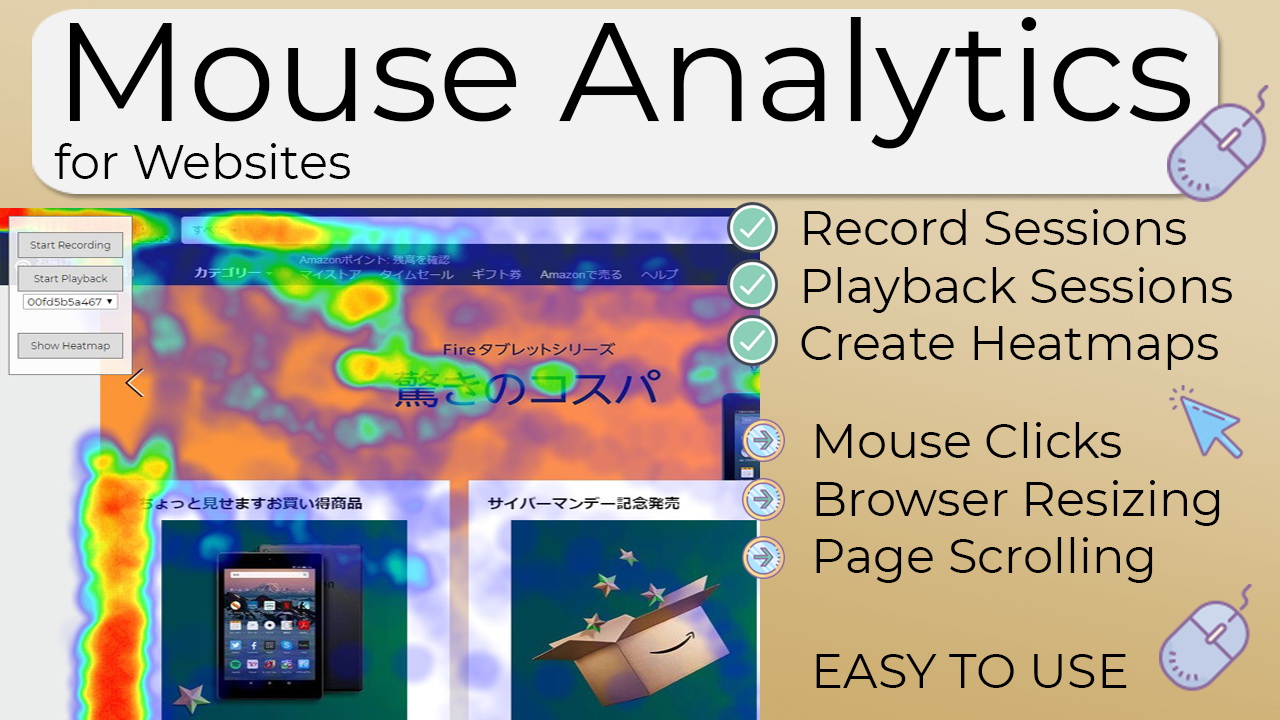 Mouse Analytics
for Websites
Start Recording
Start Playback
00fd5b5a467
Show Heatmap
Amazonポイント: 残高を確認
カテゴリー
マイストア タイムセール ギフト券 Amazonで売る ヘルプ
Fireタブレットシリーズ
驚きのコスパ
ちょっと見せますお買い得商品
サイバーマンデー記念発売
Record Sessions
Playback Sessions
Create Heatmaps
Mouse Clicks
Browser Resizing
Page Scrolling
EASY TO USE